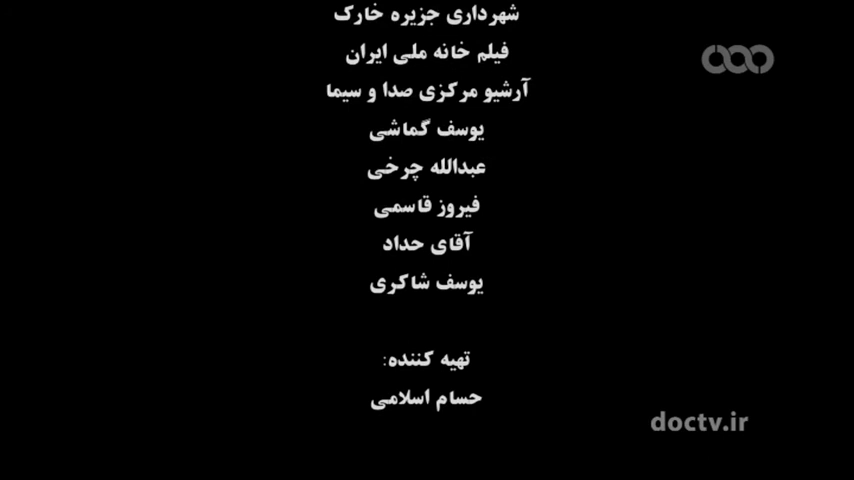 شهرداری جزیره خارک
فیلم خانه ملی ایران
آرشیو مرکزی صدا و سیما
یوسف گماشی
عبدالله چرخی
فیروز قاسمی
آقای حداد
یوسف شاکری
تهیه کننده:
حسام اسلامی
doctv.ir